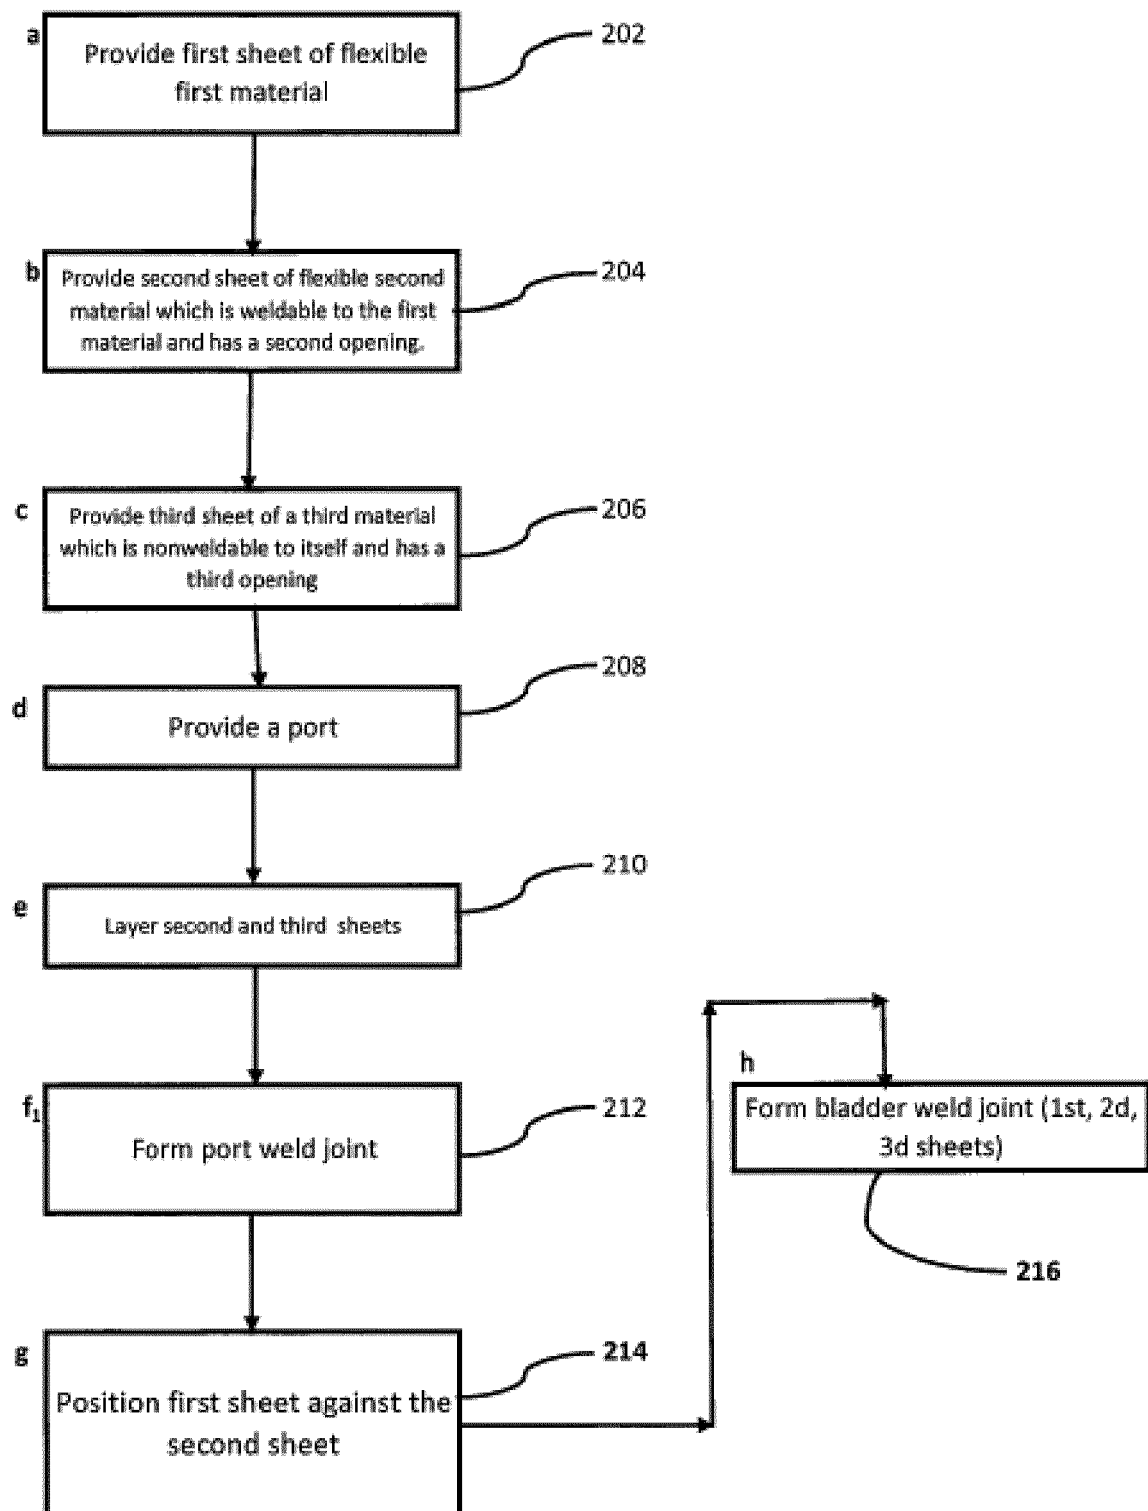 a
Provide first sheet of flexible
first material
202
b
Provide second sheet of flexible second
material which is weldable to the first
material and has a second opening.
204
c
Provide third sheet of a third material
which is nonweldable to itself and has a
third opening
206
d
Provide a port
208
e
Layer second and third sheets
210
f1
Form port weld joint
212
g
Position first sheet against the
second sheet
214
h
Form bladder weld joint (1st, 2d,
3d sheets)
216